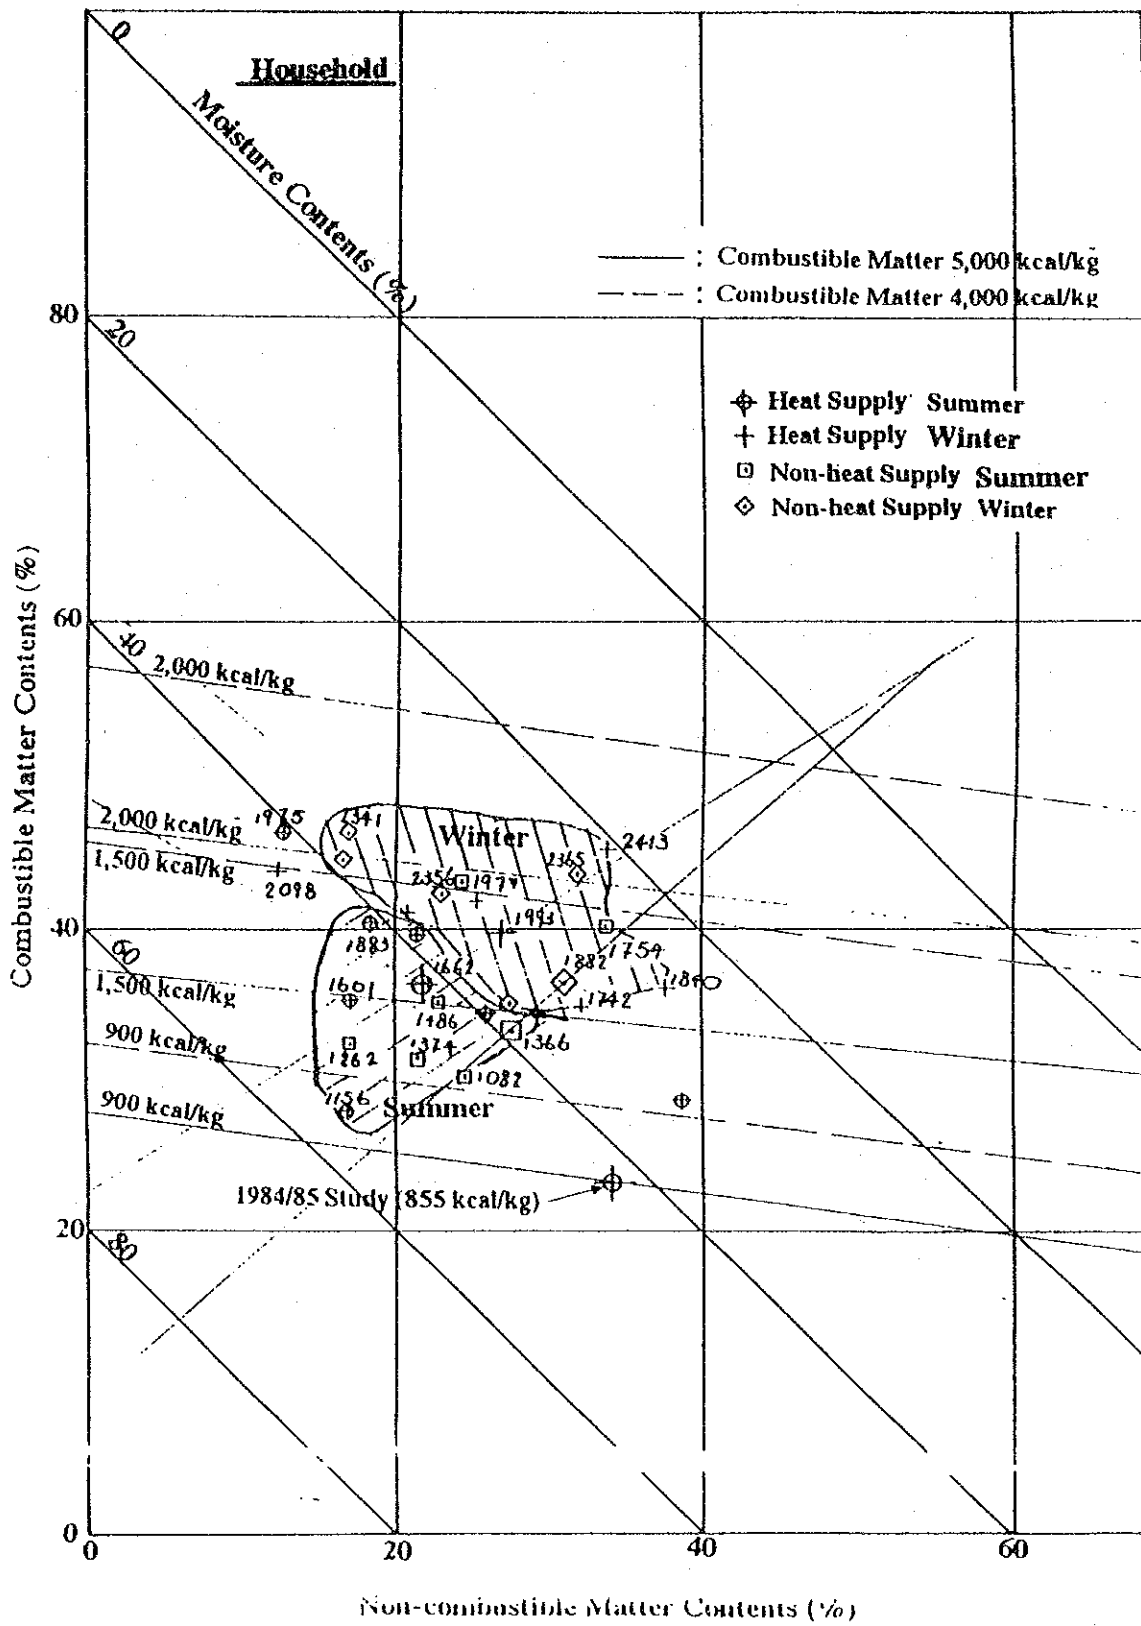 0
Household
Moisture Contents (%)
——— : Combustible Matter 5,000 kcal/kg
— — — : Combustible Matter 4,000 kcal/kg
80
20
Heat Supply Summer
Heat Supply Winter
Non-heat Supply Summer
Non-heat Supply Winter
Combustible Matter Contents (%)
60
40
2,000 kcal/kg
1975
2341
2,000 kcal/kg
Winter
2413
1,500 kcal/kg
2365
2098
2356
1974
1993
40
1883
1759
60
1662
1882
1840
1601
1742
1,500 kcal/kg
1486
900 kcal/kg
1374
1366
1262
1082
1156
Summer
900 kcal/kg
1984/85 Study (855 kcal/kg)
20
80
0
0
20
40
60
Non-combustible Matter Contents (%)